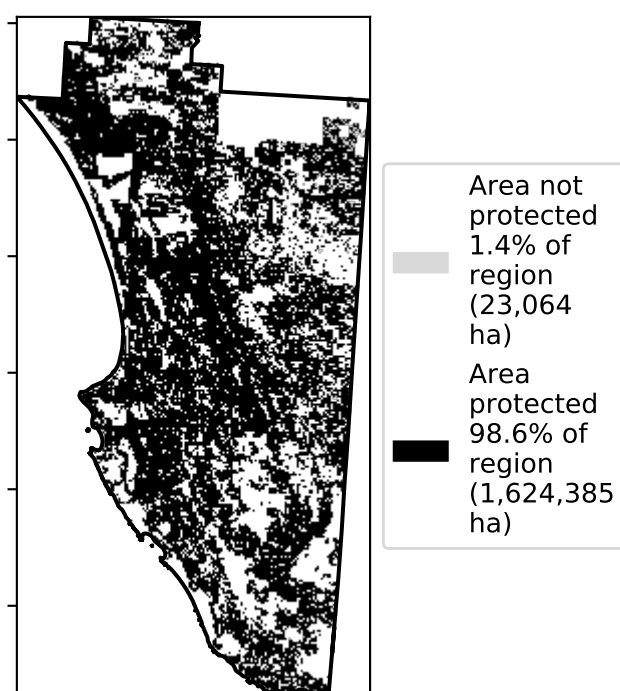 Area not
protected
1.4% of
region
(23,064
ha)
Area
protected
98.6% of
region
(1,624,385
ha)